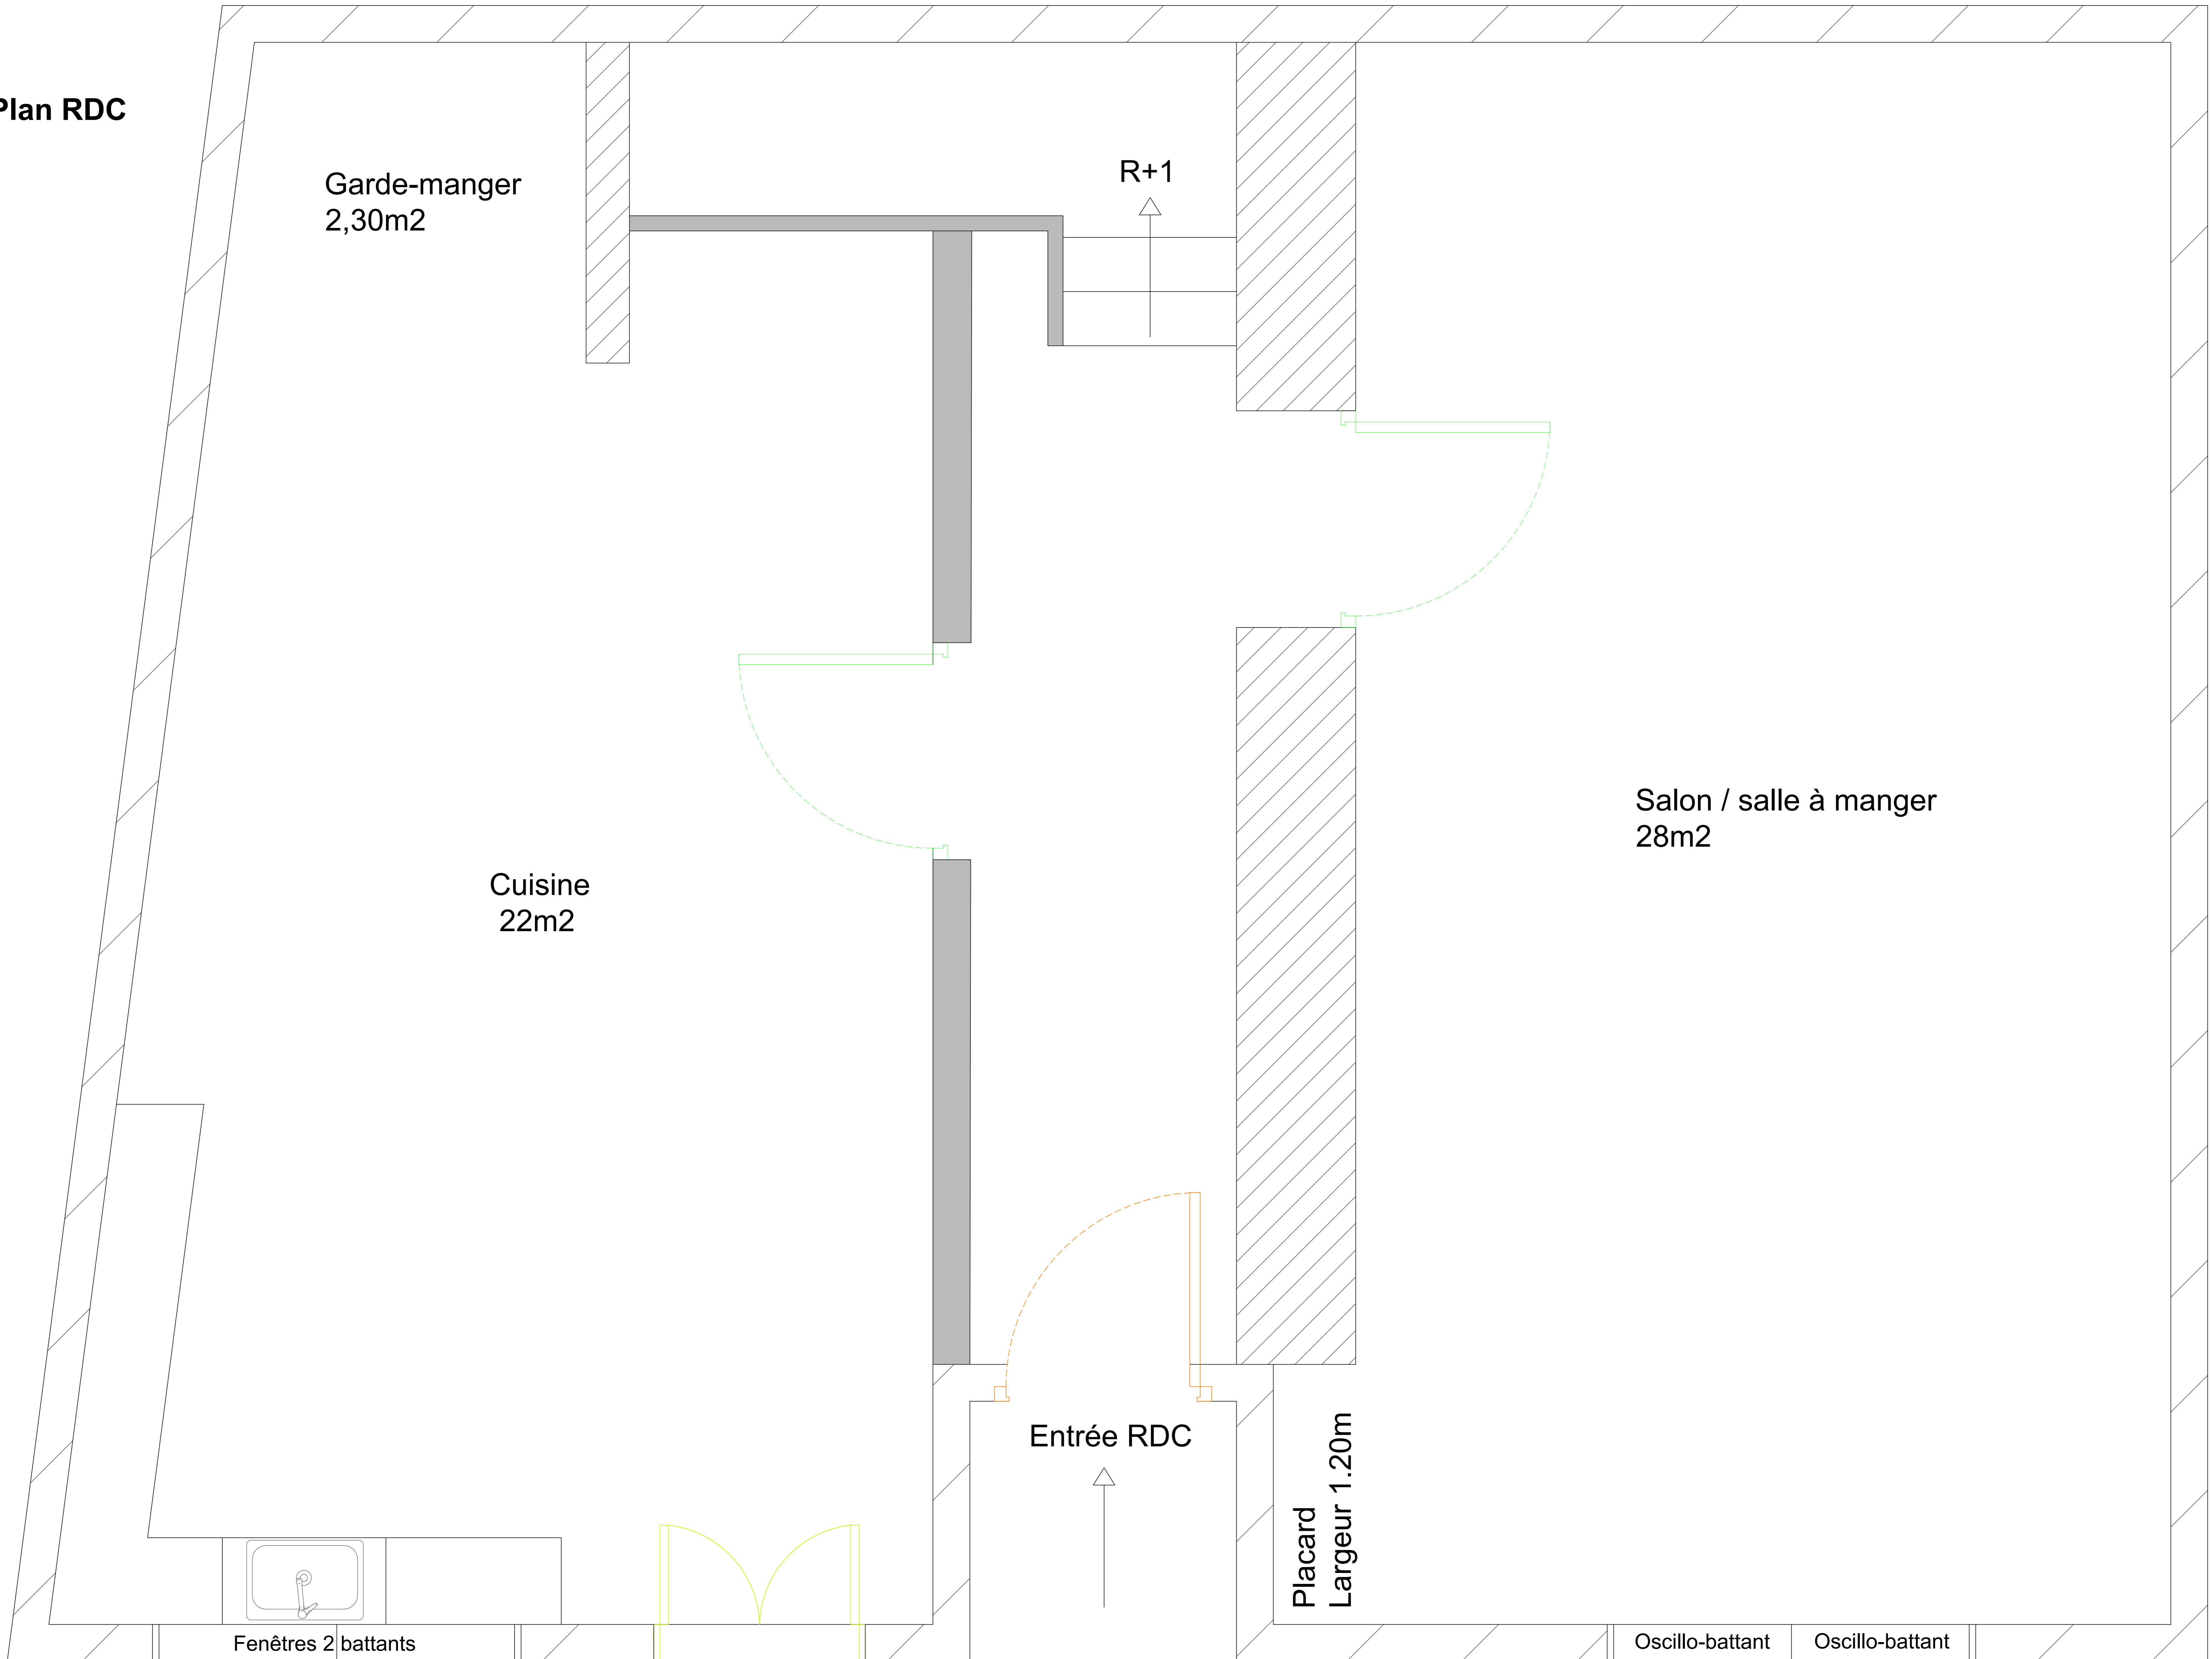 Plan RDC
Garde-manger
2,30m2
R+1
Salon / salle à manger
28m2
Cuisine
22m2
Entrée RDC
Placard
Largeur 1.20m
Fenêtres 2 battants
Oscillo-battant
Oscillo-battant